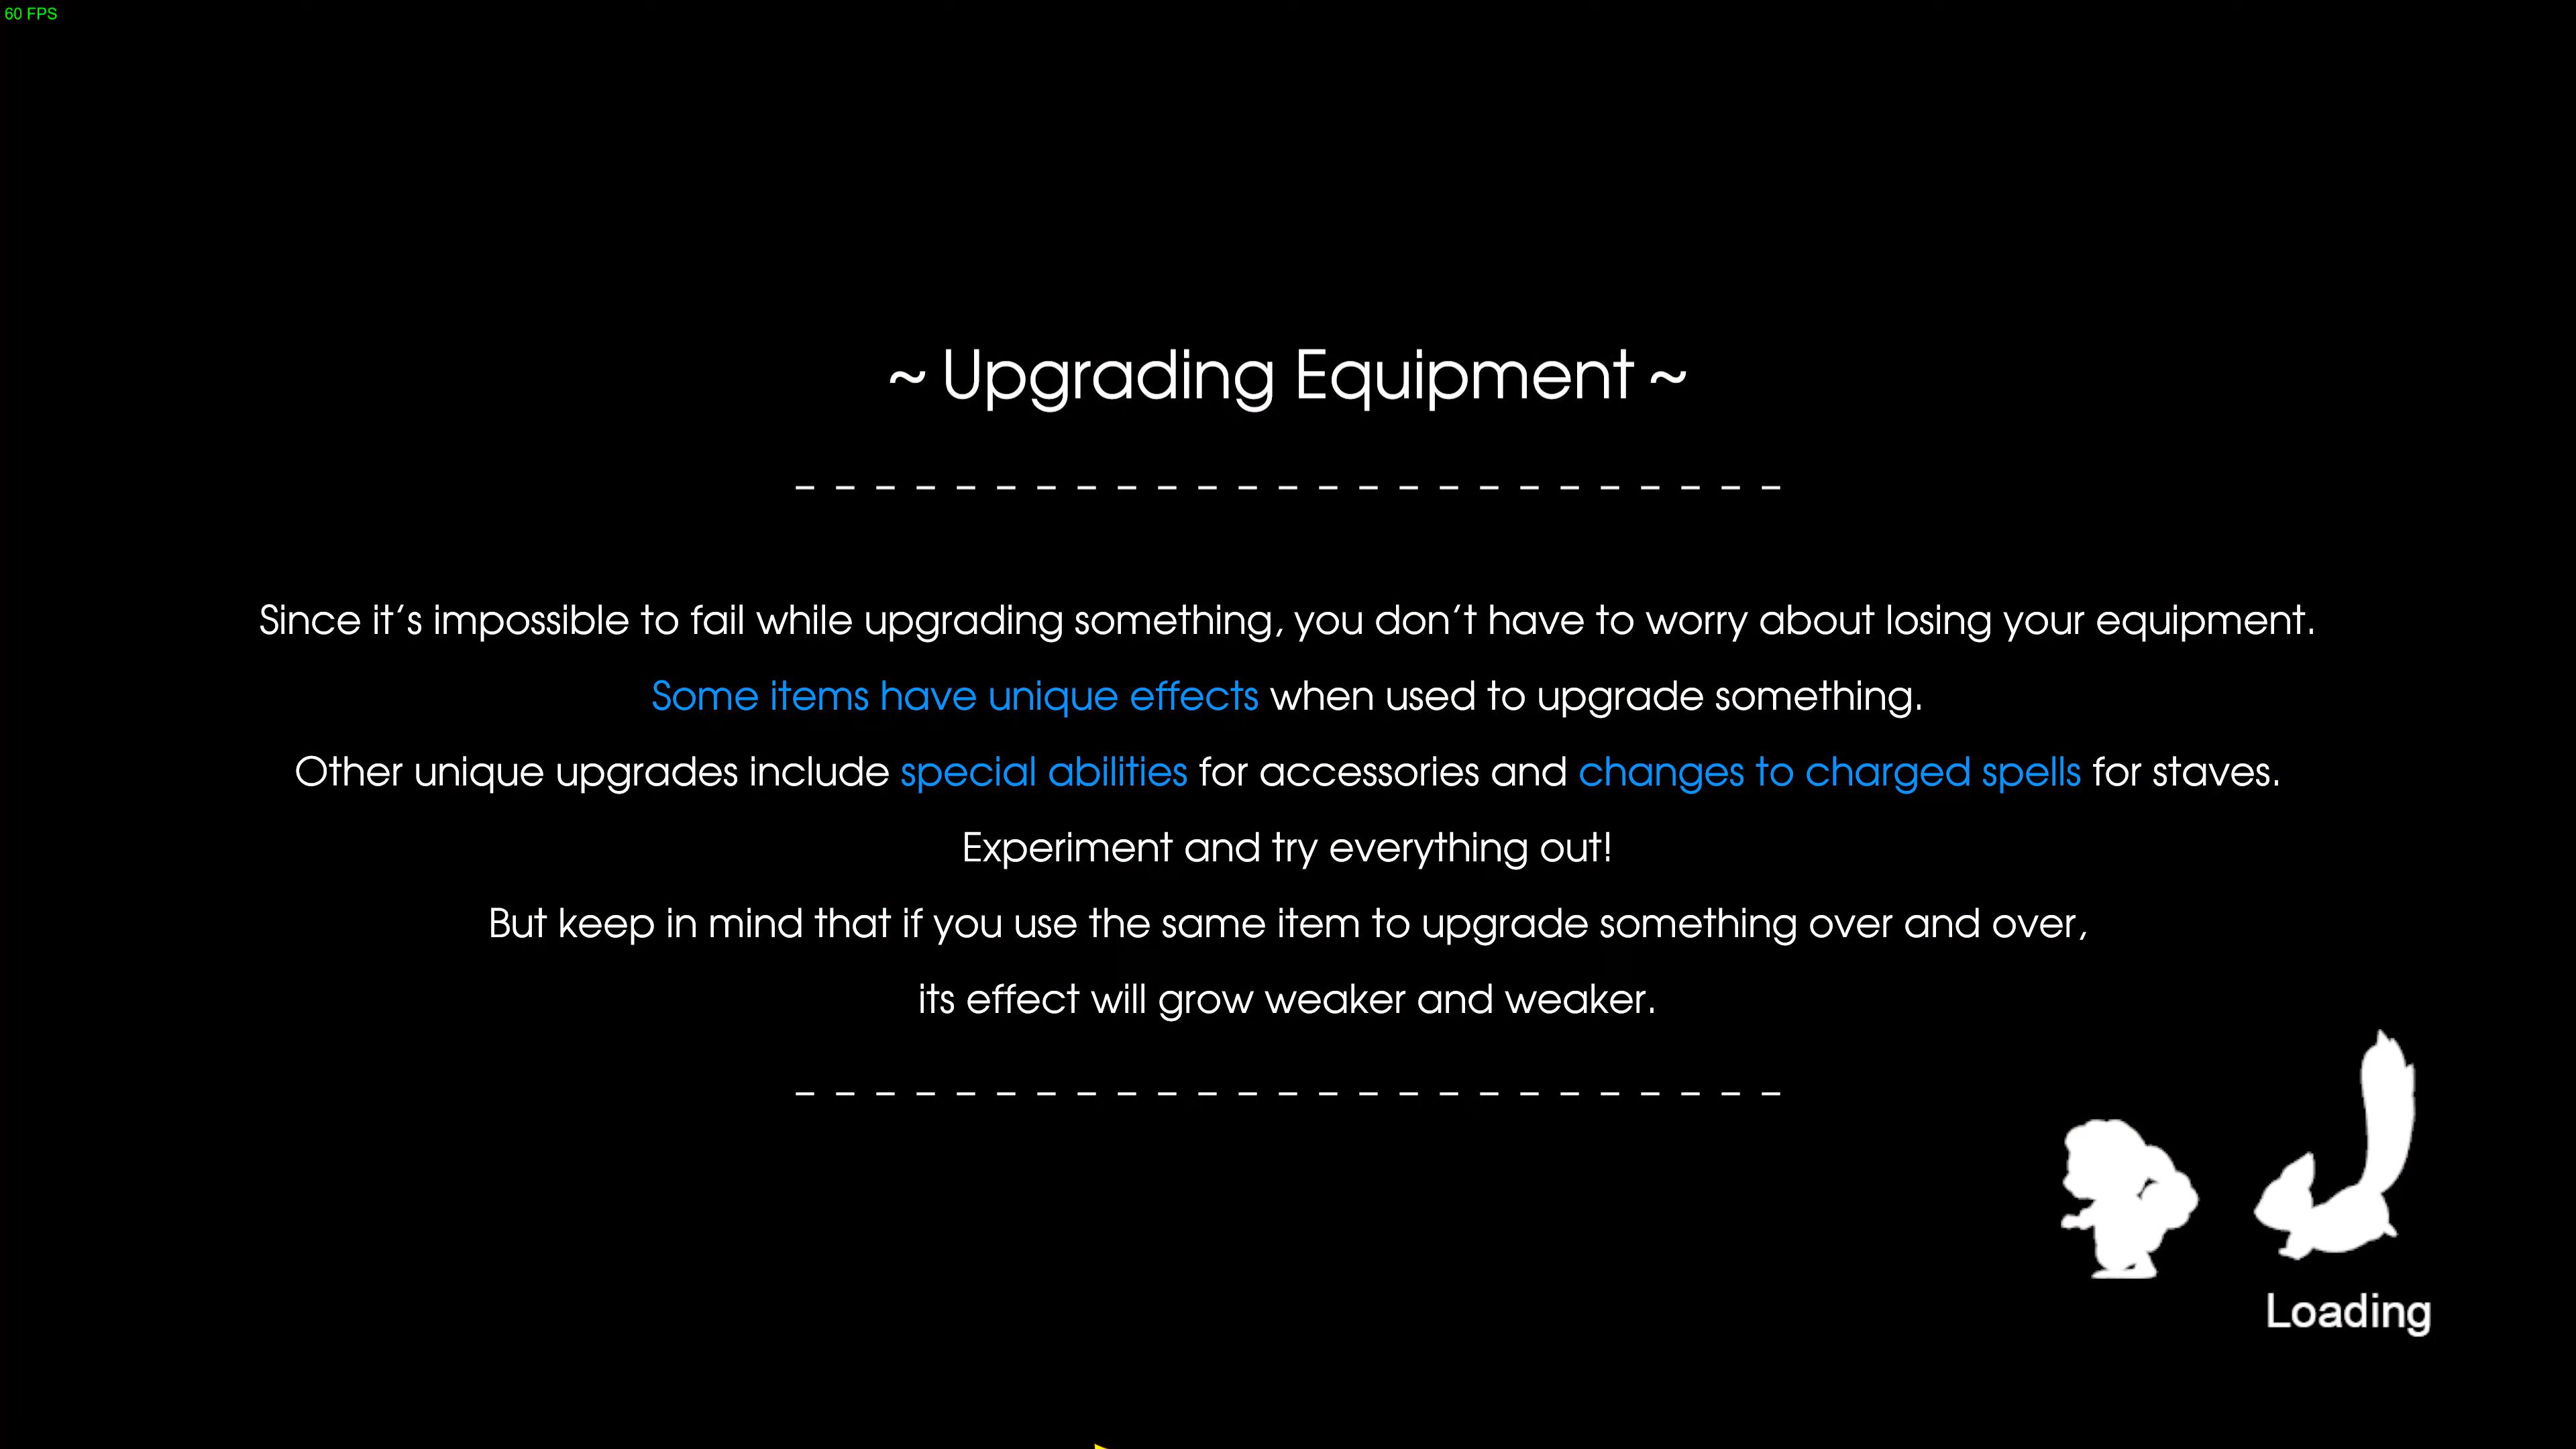 60 FPS
~ Upgrading Equipment ~
Since it's impossible to fail while upgrading something, you don't have to worry about losing your equipment.
Some items have unique effects when used to upgrade something.
Other unique upgrades include special abilities for accessories and changes to charged spells for staves.
Experiment and try everything out!
But keep in mind that if you use the same item to upgrade something over and over,
its effect will grow weaker and weaker.
Loading